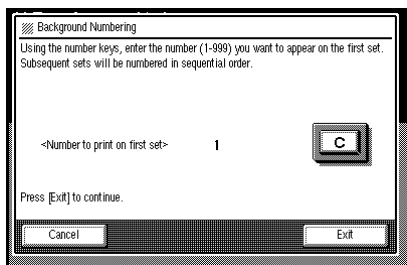 Background Numbering
Using the number keys, enter the number (1-999) you want to appear on the first set.
Subsequent sets will be numbered in sequential order.
<Number to print on first set> 1 C
Press [Exit] to continue.
Cancel Exit